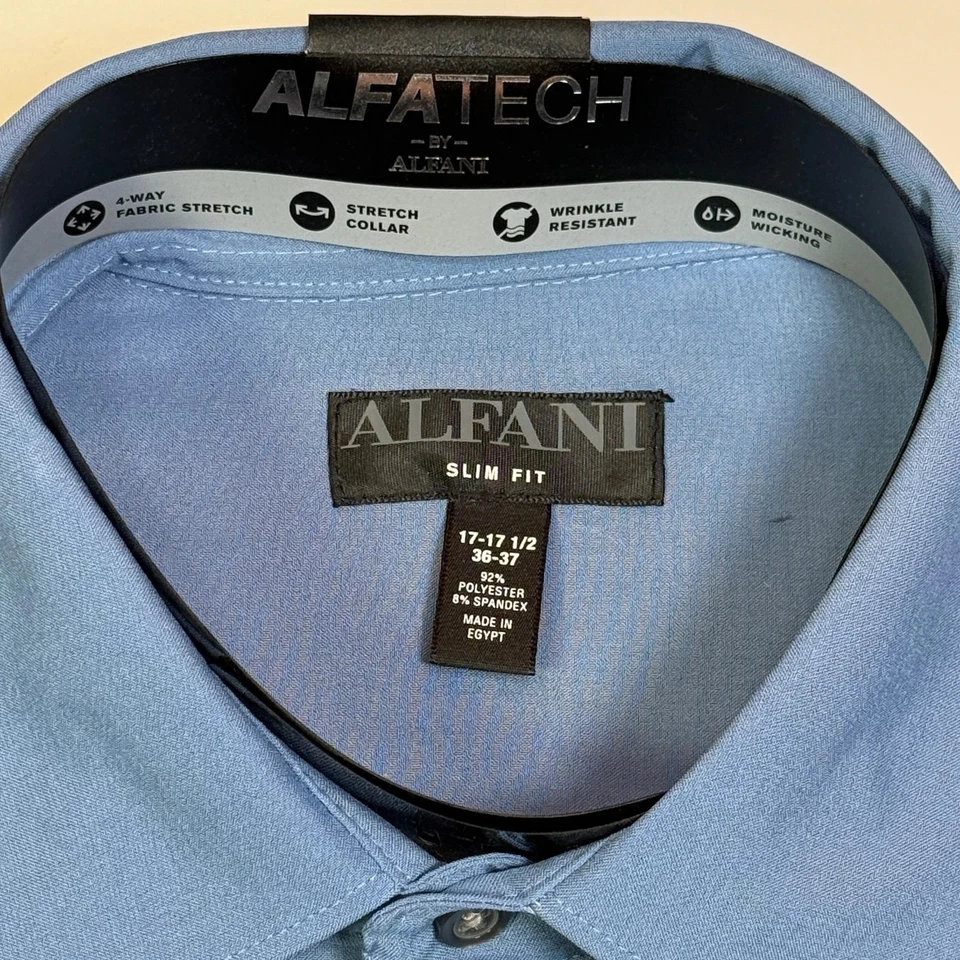 ALFATECH
- BY -
ALFANI
4-WAY
FABRIC STRETCH
STRETCH
COLLAR
WRINKLE
RESISTANT
MOISTURE
WICKING
ALFANI
SLIM FIT
17-17 1/2
36-37
92%
POLYESTER
8% SPANDEX
MADE IN
EGYPT